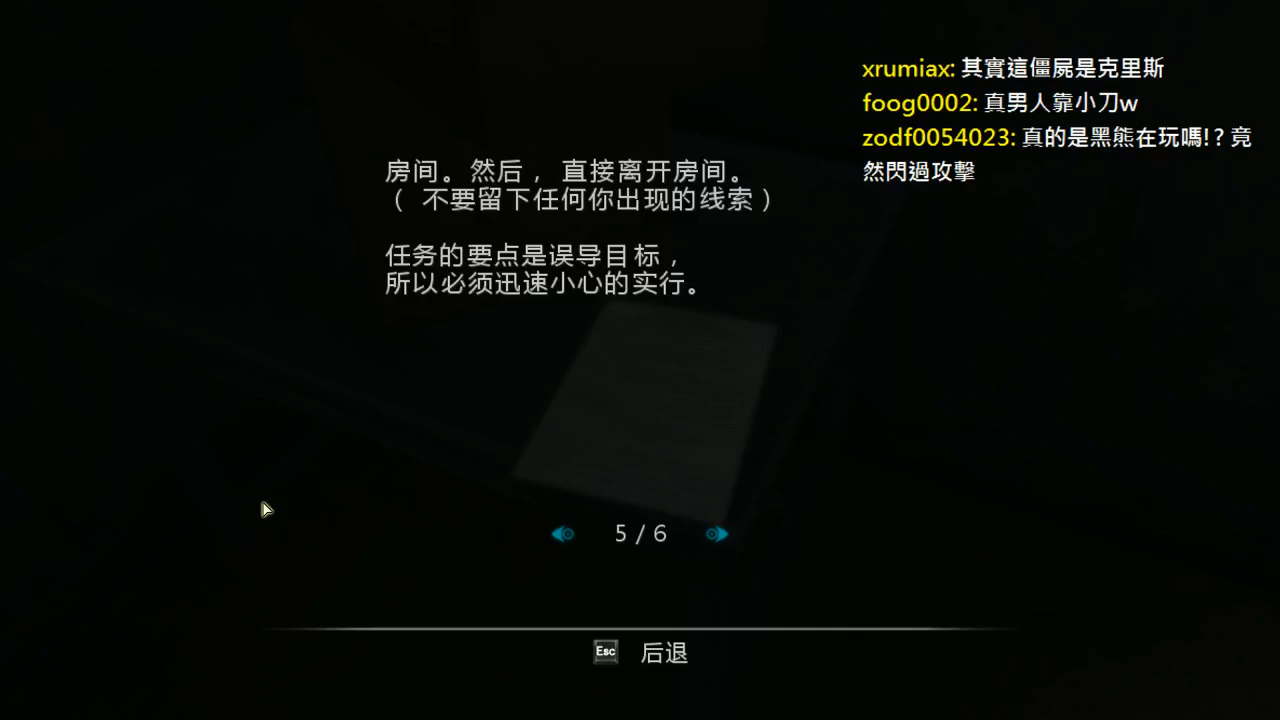 xrumiax: 其實這僵屍是克里斯
foog0002: 真男人靠小刀w
zodf0054023: 真的是黑熊在玩嗎!? 竟
然閃過攻擊
房间。然后，直接离开房间。
（ 不要留下任何你出现的线索）
任务的要点是误导目标，
所以必须迅速小心的实行。
5 / 6
Esc 后退